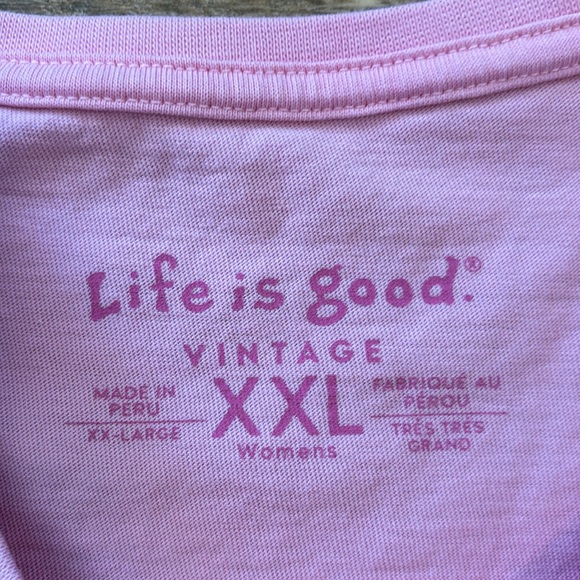 Life is good.®
VINTAGE
MADE IN
PERU
XX-LARGE
XXL
Womens
FABRIQUÉ AU
PÉROU
TRÈS TRÈS
GRAND